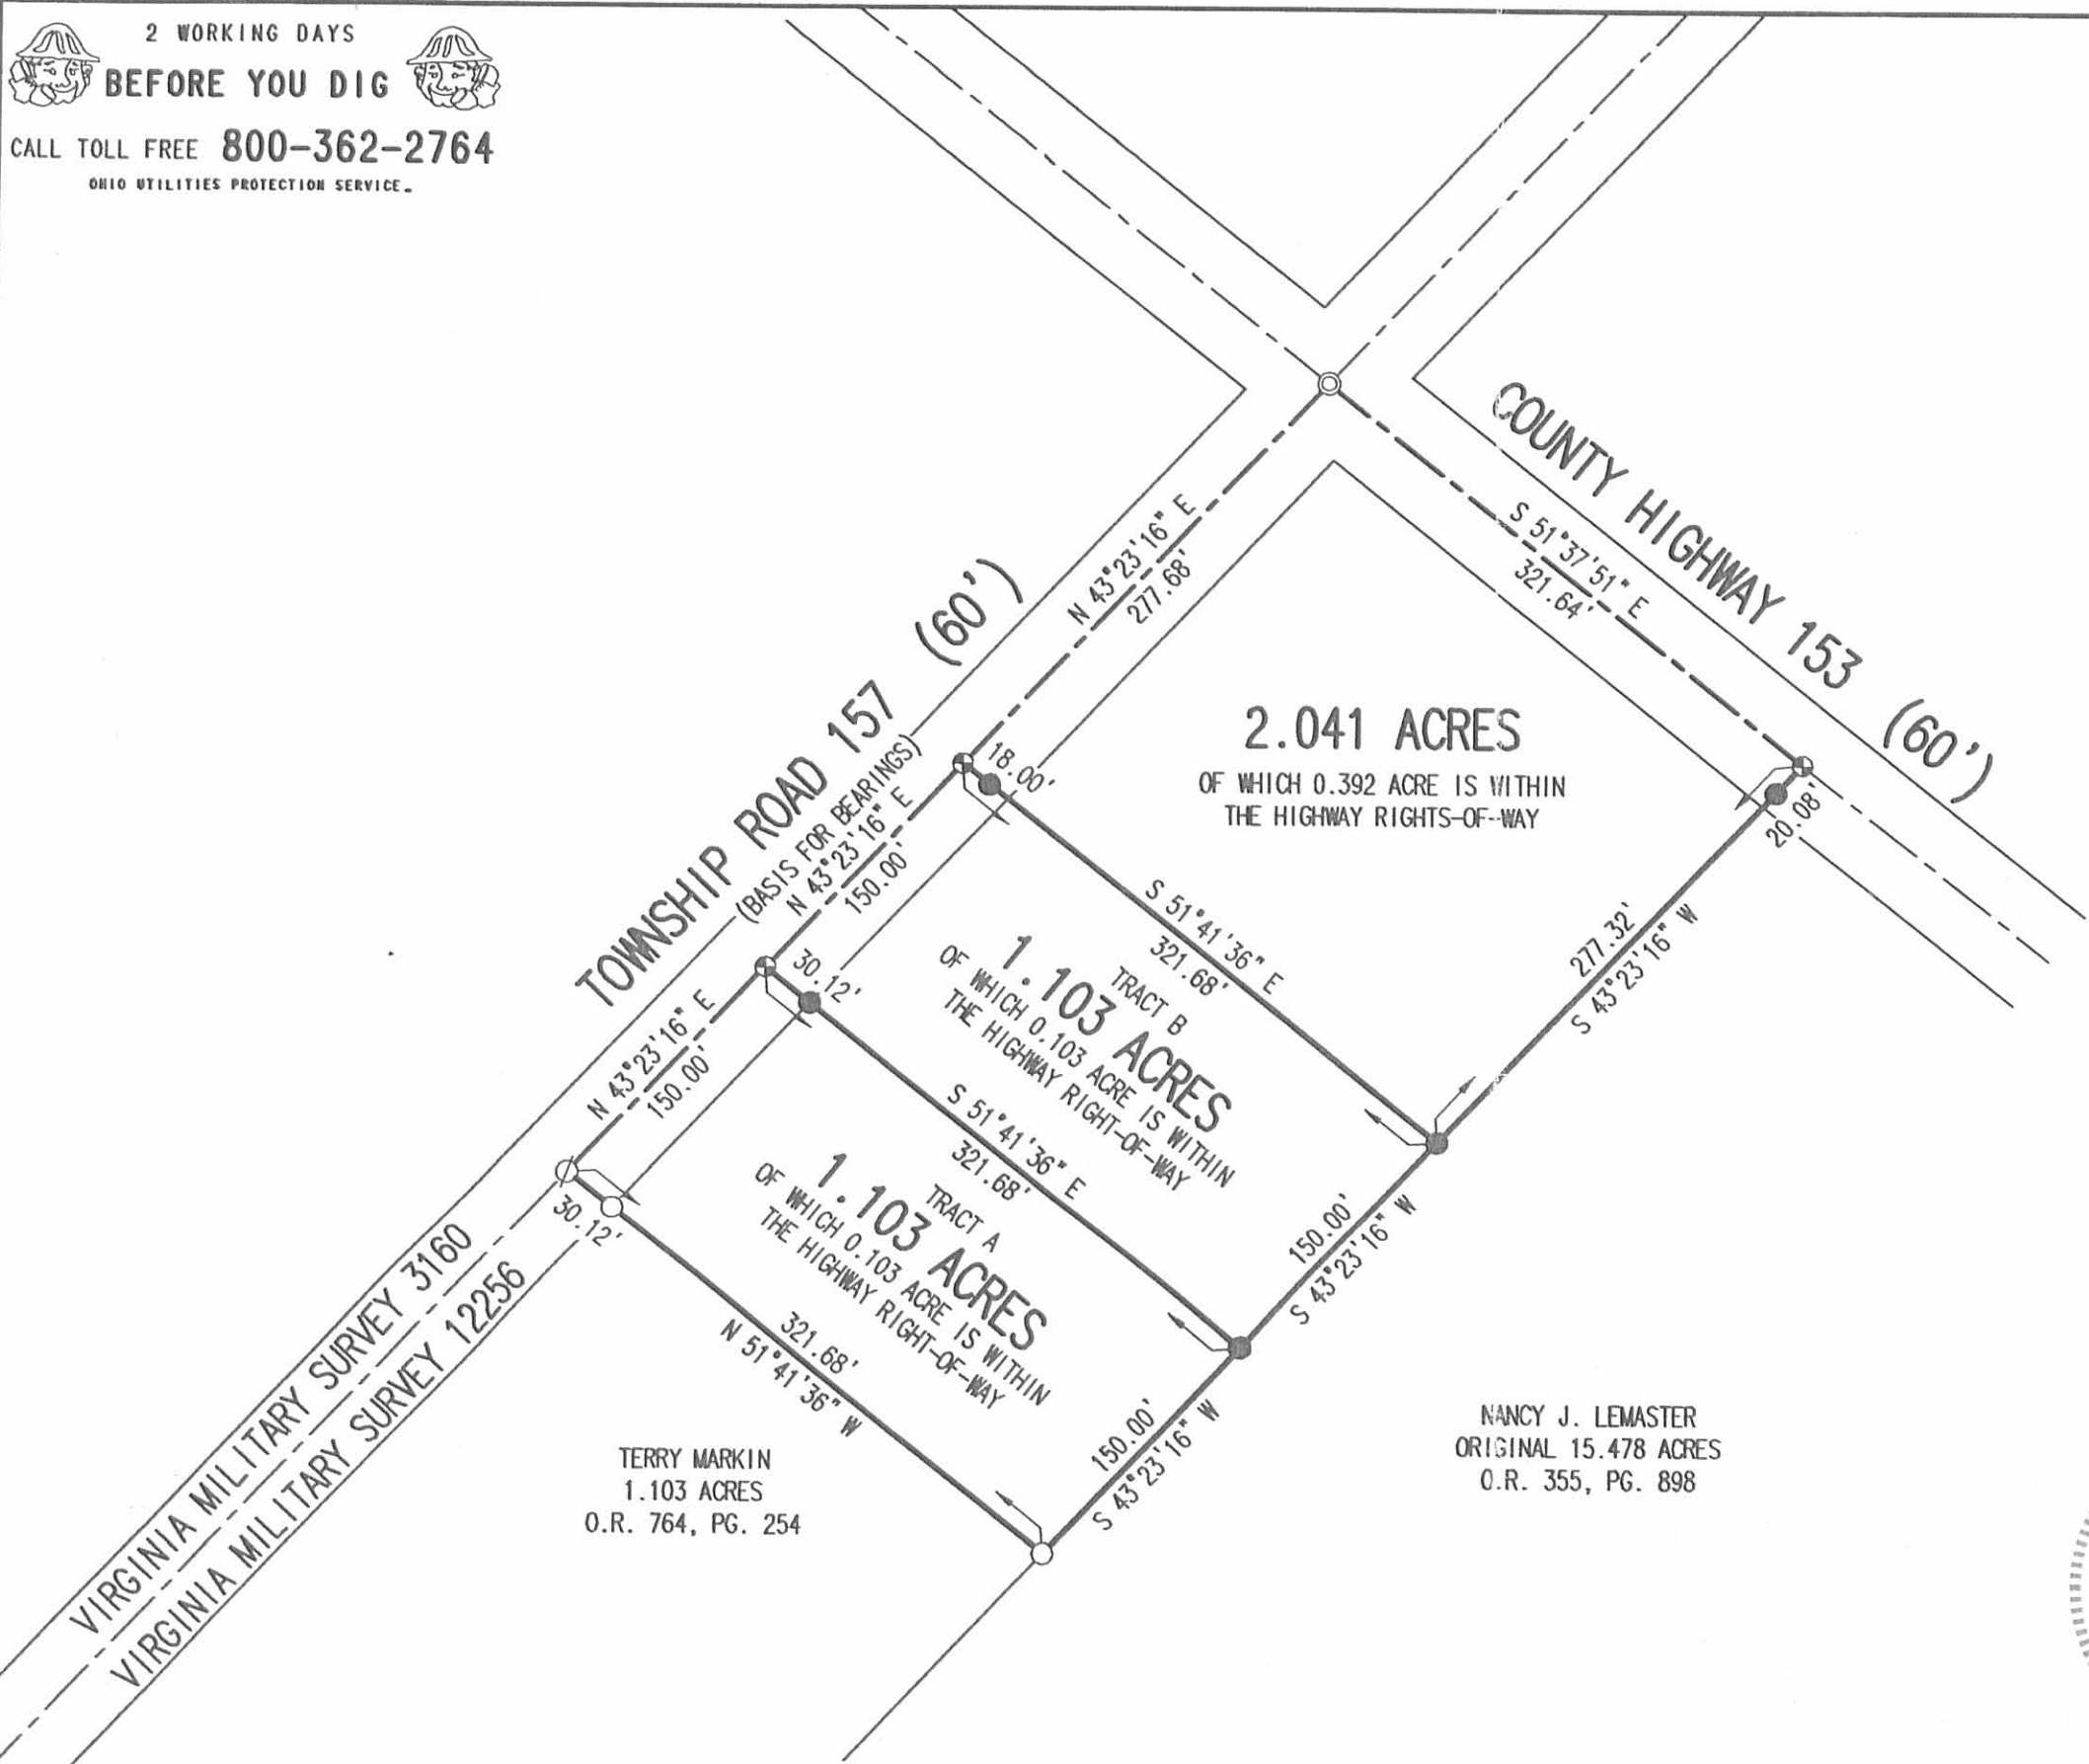 2 WORKING DAYS
BEFORE YOU DIG
CALL TOLL FREE 800-362-2764
OHIO UTILITIES PROTECTION SERVICE.
COUNTY HIGHWAY 153 (60')
S 51°37'51" E
321.64'
N 43°23'16" E
277.68'
TOWNSHIP ROAD 157 (60')
(BASIS FOR BEARINGS)
N 43°23'16" E
150.00'
18.00'
2.041 ACRES
OF WHICH 0.392 ACRE IS WITHIN
THE HIGHWAY RIGHTS-OF-WAY
20.08'
277.32'
S 43°23'16" W
S 51°41'36" E
321.68'
TRACT B
1.103 ACRES
OF WHICH 0.103 ACRE IS WITHIN
THE HIGHWAY RIGHT-OF-WAY
30.12'
N 43°23'16" E
150.00'
S 51°41'36" E
321.68'
150.00'
S 43°23'16" W
TRACT A
1.103 ACRES
OF WHICH 0.103 ACRE IS WITHIN
THE HIGHWAY RIGHT-OF-WAY
30.12'
321.68'
N 51°41'36" W
150.00'
S 43°23'16" W
VIRGINIA MILITARY SURVEY 3160
VIRGINIA MILITARY SURVEY 12256
TERRY MARKIN
1.103 ACRES
O.R. 764, PG. 254
NANCY J. LEMASTER
ORIGINAL 15.478 ACRES
O.R. 355, PG. 898